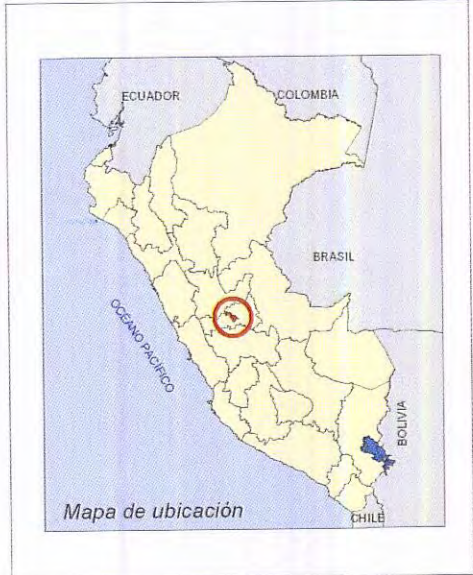 ECUADOR
COLOMBIA
BRASIL
OCÉANO PACÍFICO
BOLIVIA
CHILE
Mapa de ubicación